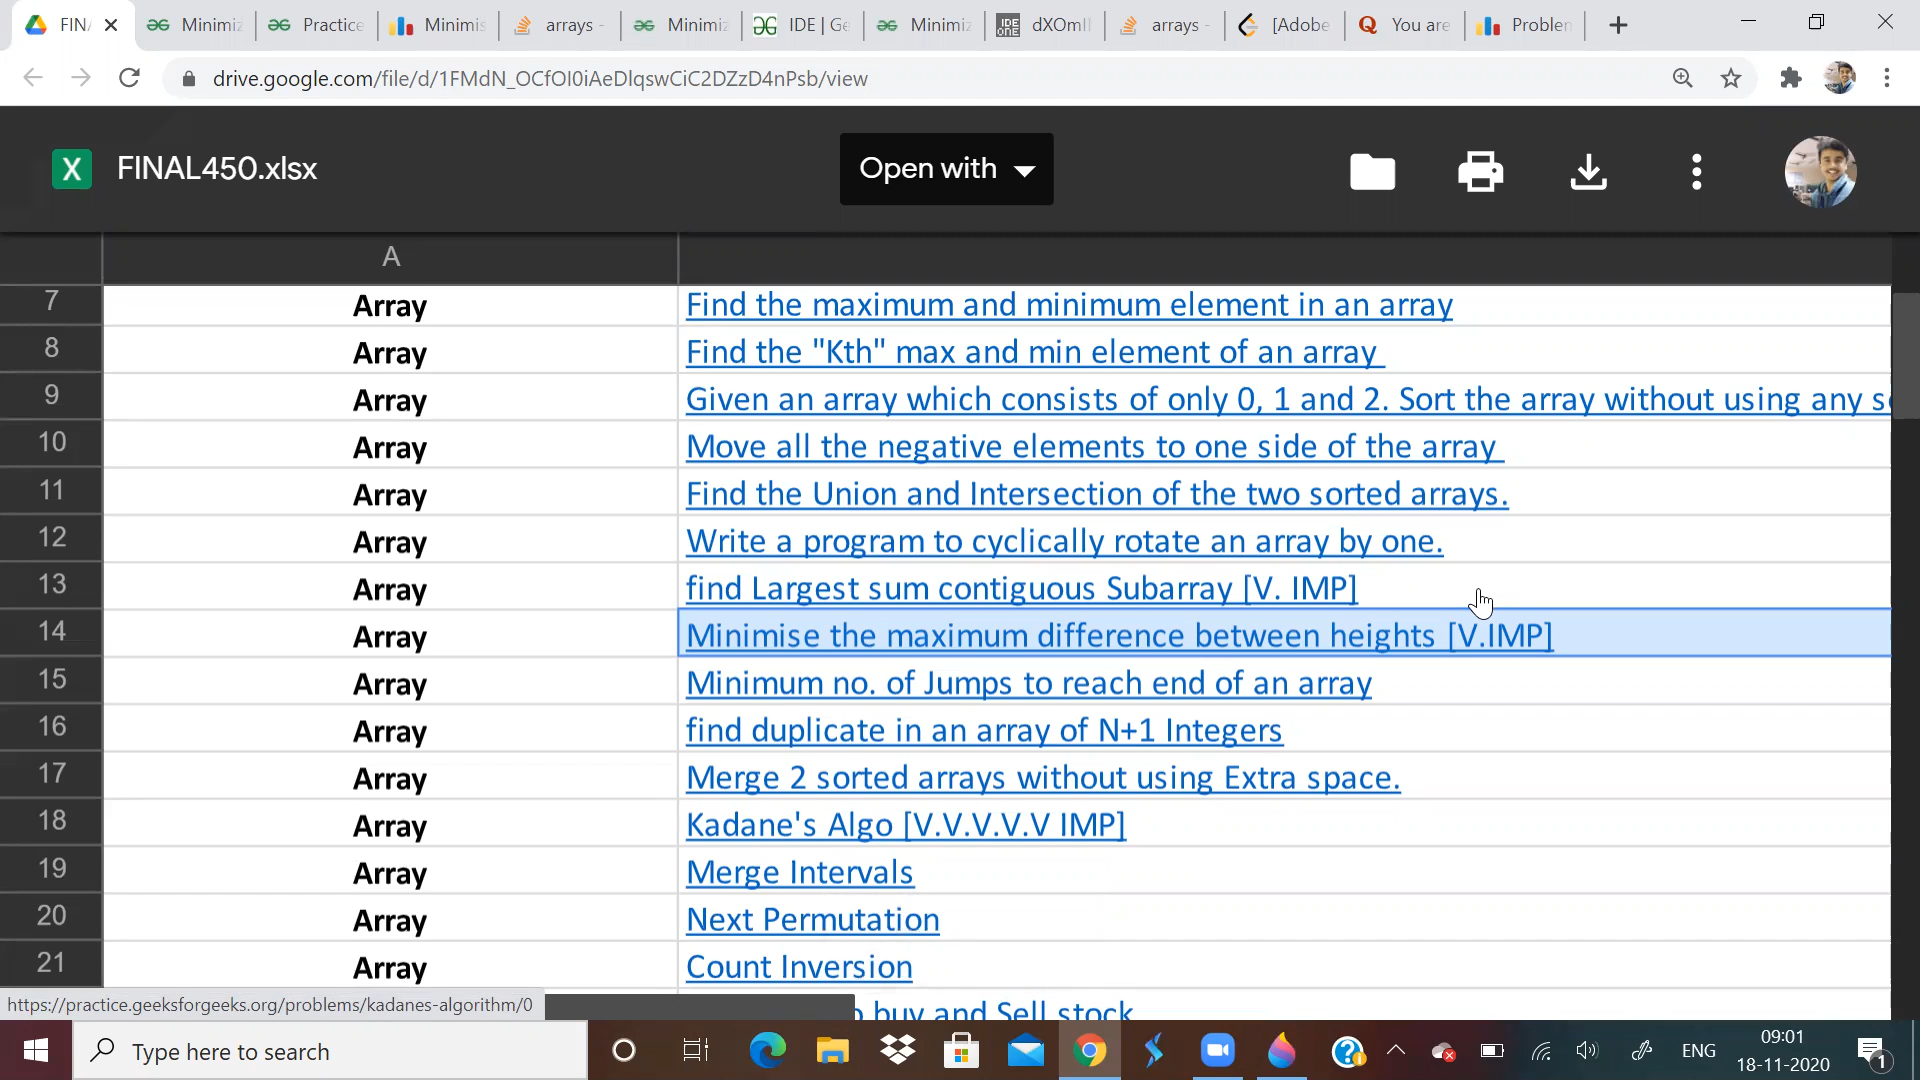 FIN
Minimiz
Practice
Minimis
arrays -
Minimiz
IDE | Ge
Minimiz
dXOmI
arrays -
[Adobe
You are
Problem
drive.google.com/file/d/1FMdN_OCfOI0iAeDlqswCiC2DZzD4nPsb/view
X
FINAL450.xlsx
Open with
A
7 Array Find the maximum and minimum element in an array
8 Array Find the "Kth" max and min element of an array
9 Array Given an array which consists of only 0, 1 and 2. Sort the array without using any s
10 Array Move all the negative elements to one side of the array
11 Array Find the Union and Intersection of the two sorted arrays.
12 Array Write a program to cyclically rotate an array by one.
13 Array find Largest sum contiguous Subarray [V. IMP]
14 Array Minimise the maximum difference between heights [V.IMP]
15 Array Minimum no. of Jumps to reach end of an array
16 Array find duplicate in an array of N+1 Integers
17 Array Merge 2 sorted arrays without using Extra space.
18 Array Kadane's Algo [V.V.V.V.V IMP]
19 Array Merge Intervals
20 Array Next Permutation
21 Array Count Inversion
buy and Sell stock
https://practice.geeksforgeeks.org/problems/kadanes-algorithm/0
Type here to search
ENG
09:01
18-11-2020
1